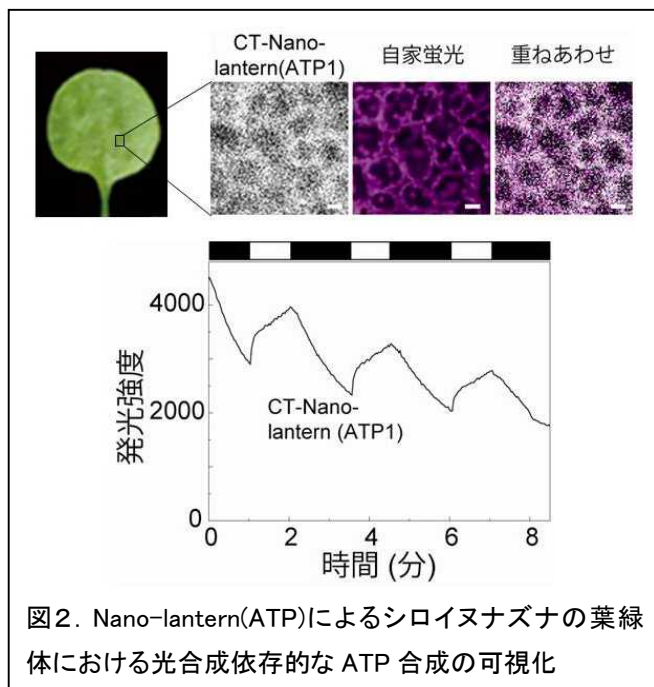 CT-Nano-
lantern(ATP1)
自家蛍光
重ねあわせ
4000
2000
0
発光強度
CT-Nano-
lantern (ATP1)
0 2 4 6 8
時間 (分)
図2. Nano-lantern(ATP)によるシロイヌナズナの葉緑
体における光合成依存的な ATP 合成の可視化